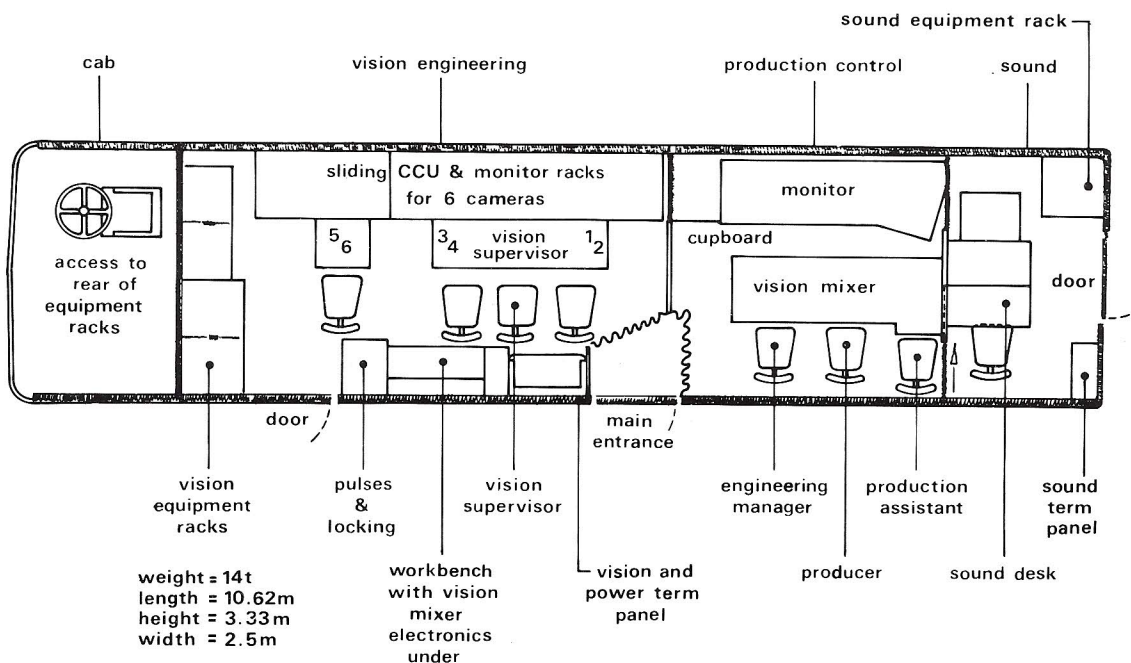 sound equipment rack
cab
vision engineering
production control
sound
sliding CCU & monitor racks
for 6 cameras
monitor
5
6
3
4
vision
supervisor
1
2
cupboard
access to
rear of
equipment
racks
vision mixer
door
door
main
entrance
vision
equipment
racks
pulses
&
locking
vision
supervisor
engineering
manager
production
assistant
sound
term
panel
workbench
with vision
mixer
electronics
under
vision and
power term
panel
producer
sound desk
weight = 14t
length = 10.62m
height = 3.33m
width = 2.5m